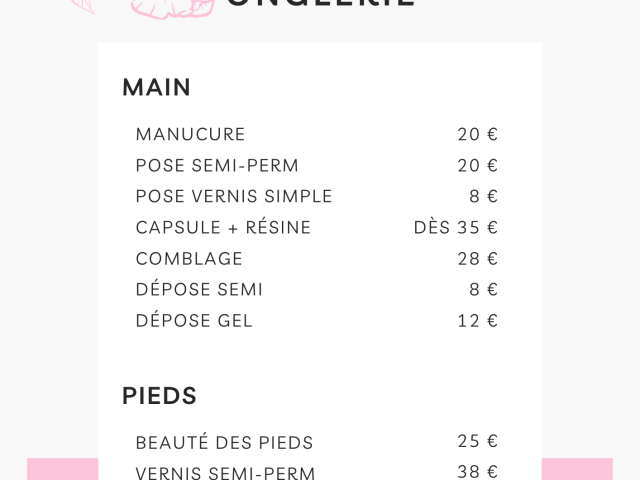 ONGLERIE
MAIN
MANUCURE 20 €
POSE SEMI-PERM 20 €
POSE VERNIS SIMPLE 8 €
CAPSULE + RÉSINE DÈS 35 €
COMBLAGE 28 €
DÉPOSE SEMI 8 €
DÉPOSE GEL 12 €
PIEDS
BEAUTÉ DES PIEDS 25 €
VERNIS SEMI-PERM 38 €